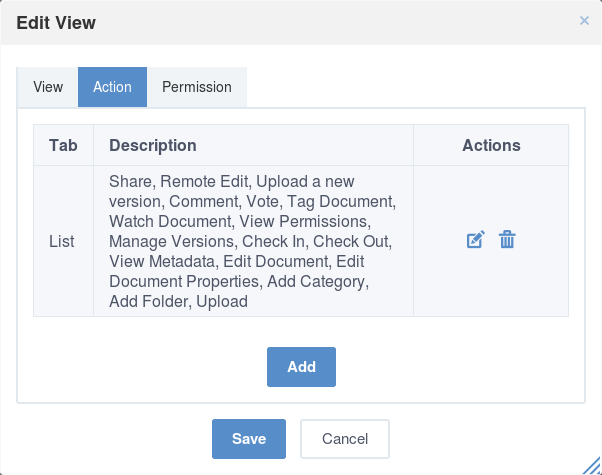 Edit View
×
View Action Permission
Tab Description Actions
Share, Remote Edit, Upload a new
version, Comment, Vote, Tag Document,
Watch Document, View Permissions,
List Manage Versions, Check In, Check Out,
View Metadata, Edit Document, Edit
Document Properties, Add Category,
Add Folder, Upload
Add
Save Cancel